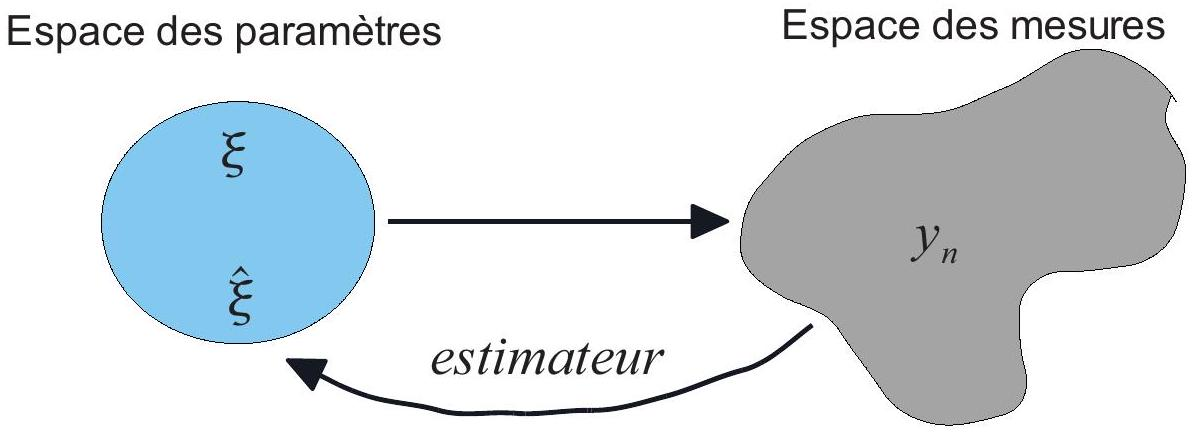 Espace des paramètres
Espace des mesures
ξ
y_n
ξ̂
estimateur